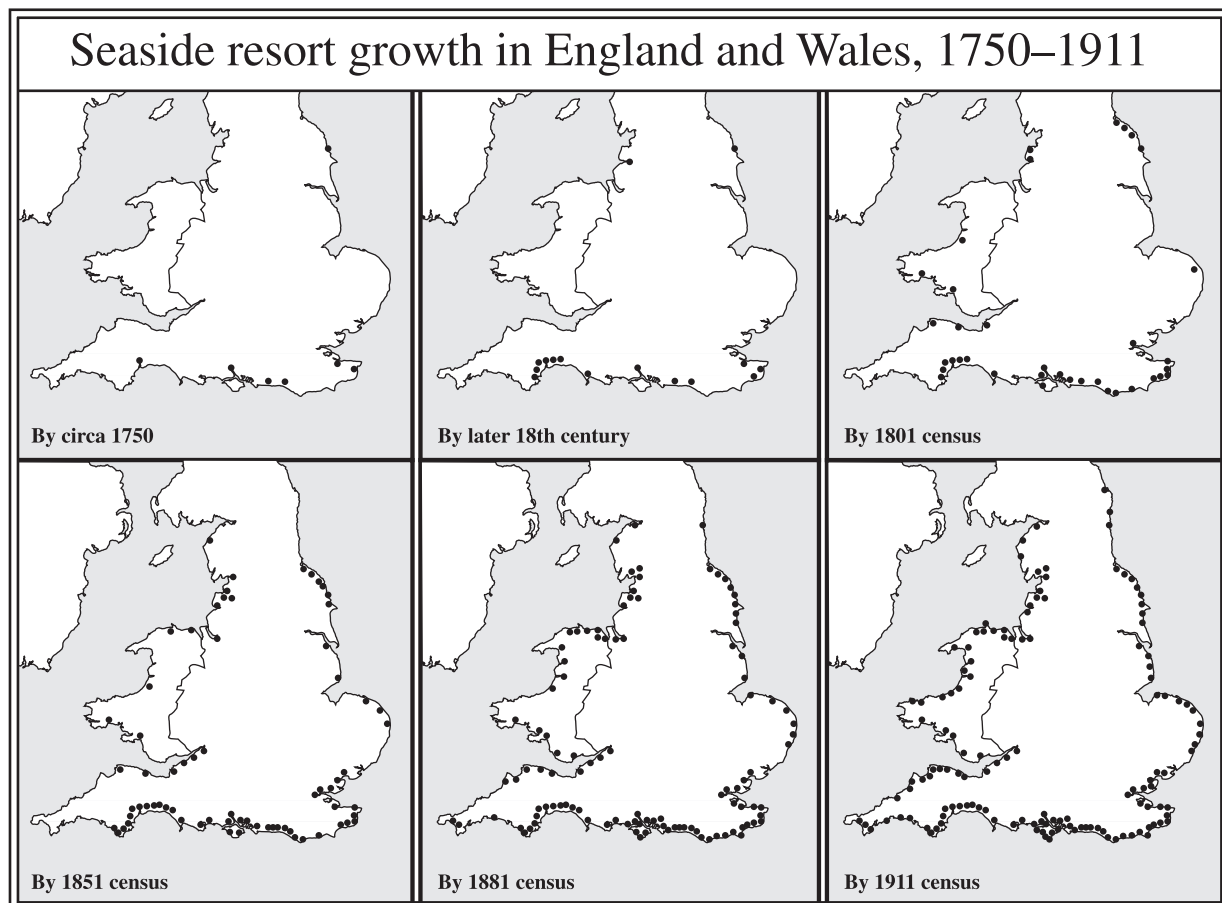 Seaside resort growth in England and Wales, 1750–1911
By circa 1750
By later 18th century
By 1801 census
By 1851 census
By 1881 census
By 1911 census